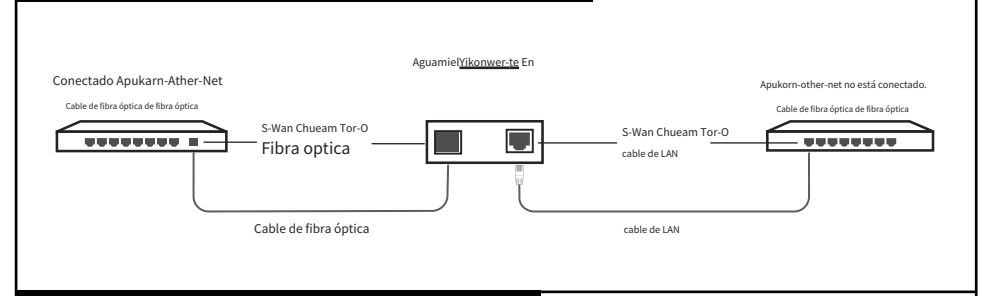 AguamielYikonwer-te En
Conectado Apukarn-Ather-Net
Apukorn-other-net no está conectado.
Cable de fibra óptica de fibra óptica
Cable de fibra óptica de fibra óptica
S-Wan Chueam Tor-O
Fibra optica
S-Wan Chueam Tor-O
cable de LAN
Cable de fibra óptica
cable de LAN